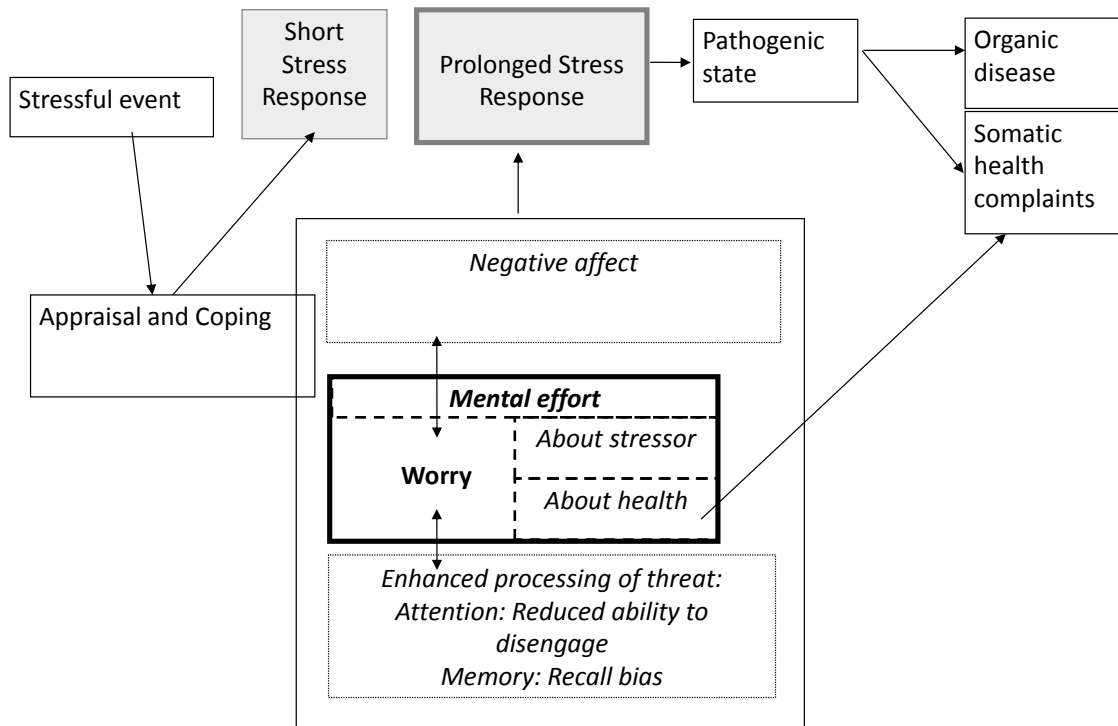 Short
Stress
Response
Prolonged Stress
Response
Pathogenic
state
Organic
disease
Stressful event
Somatic
health
complaints
Negative affect
Appraisal and Coping
Mental effort
About stressor
Worry
About health
Enhanced processing of threat:
Attention: Reduced ability to
disengage
Memory: Recall bias